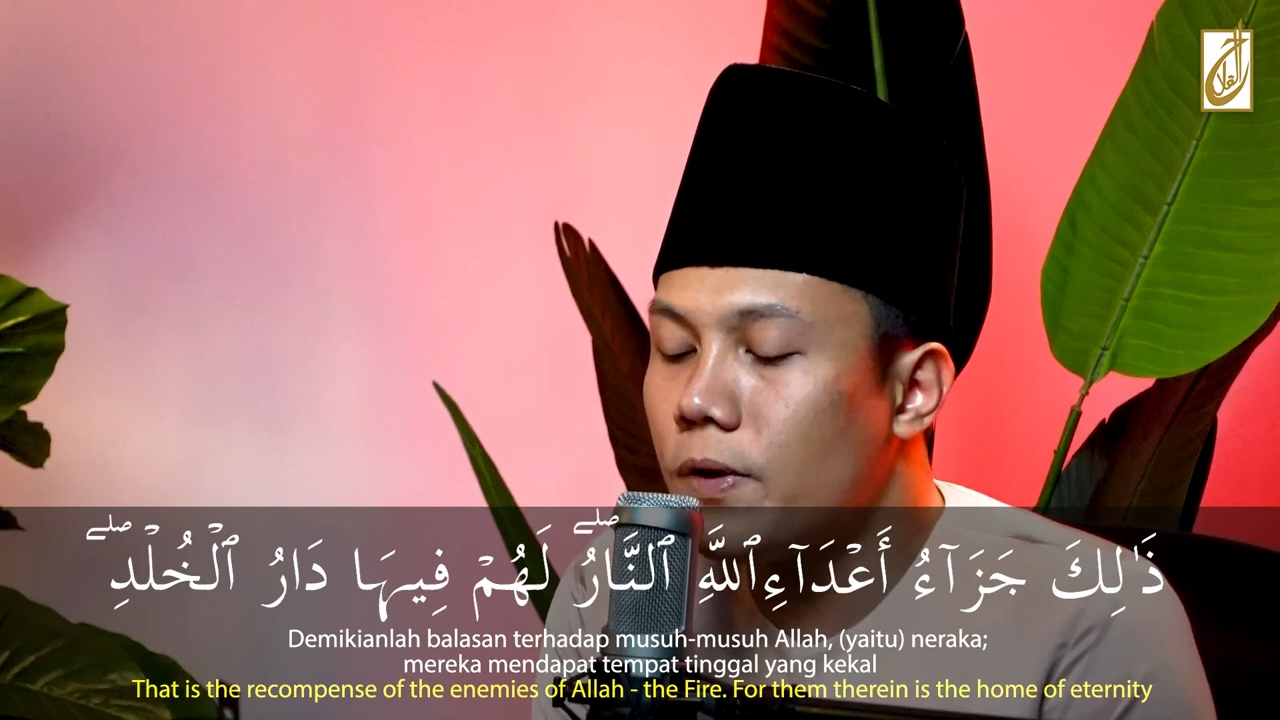 ذَٰلِكَ جَزَآءُ أَعْدَآءِ ٱللَّهِ ٱلنَّارُ ۖ لَهُمْ فِيهَا دَارُ ٱلْخُلْدِ ۖ
Demikianlah balasan terhadap musuh-musuh Allah, (yaitu) neraka;
mereka mendapat tempat tinggal yang kekal
That is the recompense of the enemies of Allah - the Fire. For them therein is the home of eternity